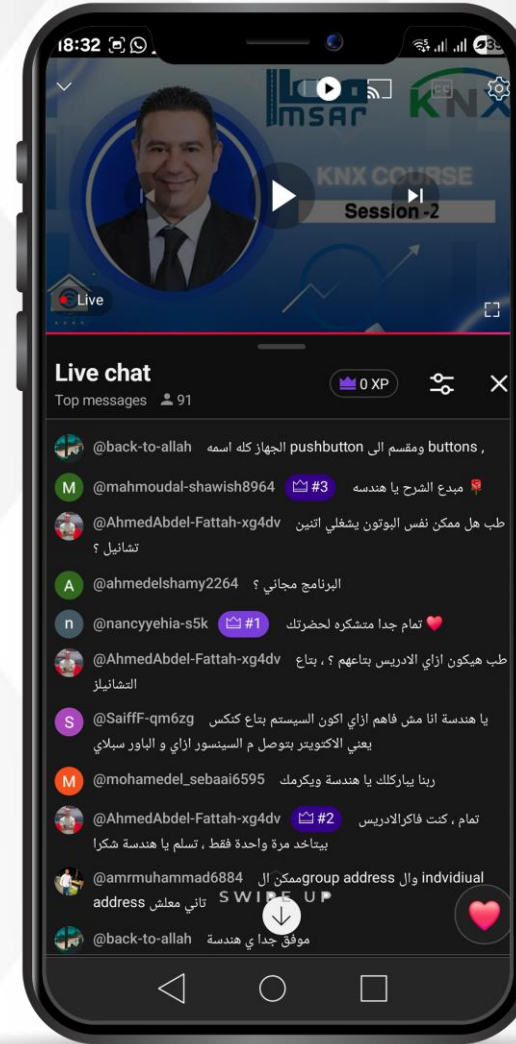 18:32
مسار
imsar
KNX
CC
KNX COURSE
Session -2
Live
Live chat
Top messages 91
0 XP
@back-to-allah الجهاز كله اسمه pushbutton ومقسم الى buttons ,
M @mahmoudal-shawish8964 #3 مبدع الشرح يا هندسه 🌹
@AhmedAbdel-Fattah-xg4dv طب هل ممكن نفس البوتون يشغلي اتنين
تشانيل ؟
A @ahmedelshamy2264 البرنامج مجاني ؟
n @nancyyehia-s5k #1 تمام جدا متشكره لحضرتك ❤️
@AhmedAbdel-Fattah-xg4dv طب هيكون ازاي الادريس بتاعهم ؟ ، بتاع
التشانيلز
S @SaiffF-qm6zg يا هندسة انا مش فاهم ازاي اكون السيستم بتاع كنكس
يعني الاكتويتر بتوصل م السينسور ازاي و الباور سبلاي
M @mohamedel_sebaai6595 ربنا يباركلك يا هندسة ويكرمك
@AhmedAbdel-Fattah-xg4dv #2 تمام ، كنت فاكرالادريس
بيتاخد مرة واحدة فقط ، تسلم يا هندسة شكرا
@amrmuhammad6884 ممكن ال group address وال indvidiual
address تاني معلش
SWIPE UP
@back-to-allah موفق جدا ي هندسة